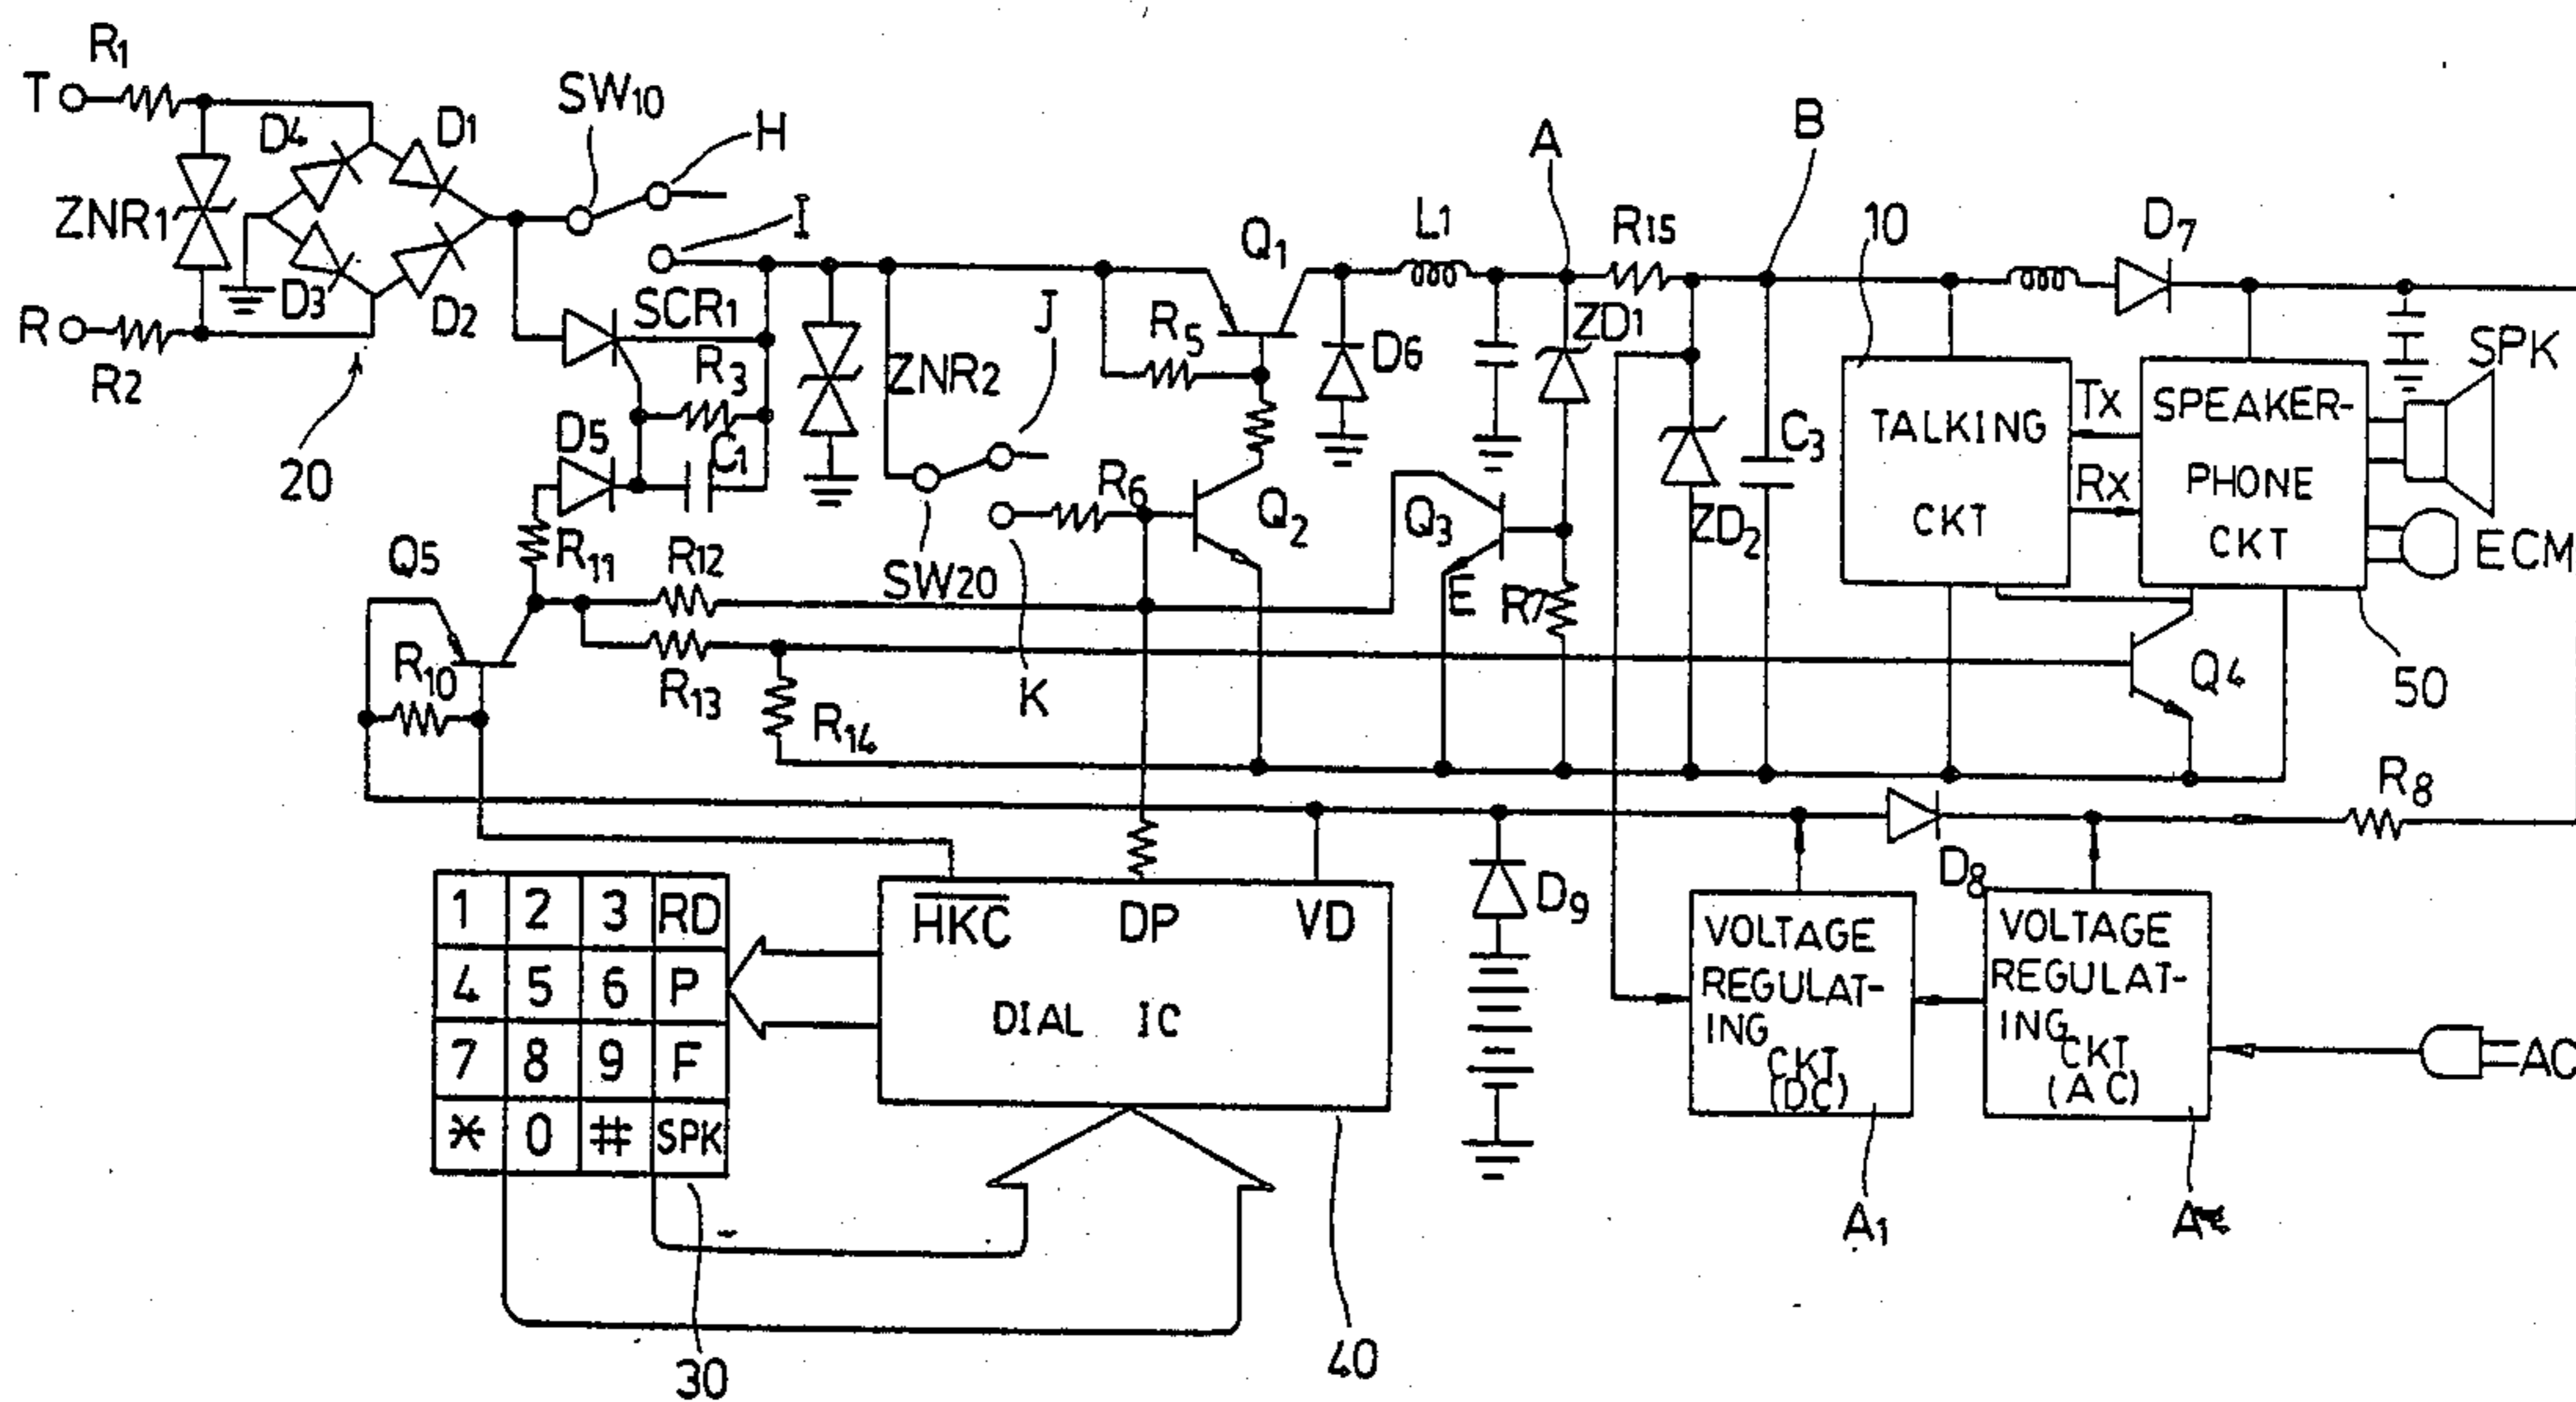 R1
T
SW10
H
D4
D1
ZNR1
I
D3
D2
R
R2
20
SCR1
R3
D5
C1
ZNR2
J
R5
Q1
L1
A
R15
B
10
D7
D6
ZD1
SPK
TALKING
CKT
Tx
Rx
SPEAKER-
PHONE
CKT
ECM
C3
ZD2
R6
Q2
Q3
E
R7
Q5
R11
R12
SW20
K
R10
R13
R14
Q4
50
R8
1 2 3 RD
4 5 6 P
7 8 9 F
* 0 # SPK
HKC DP VD
DIAL IC
D9
D8
VOLTAGE
REGULAT-
ING
CKT
(DC)
VOLTAGE
REGULAT-
ING
CKT
(AC)
AC
A1
30
40